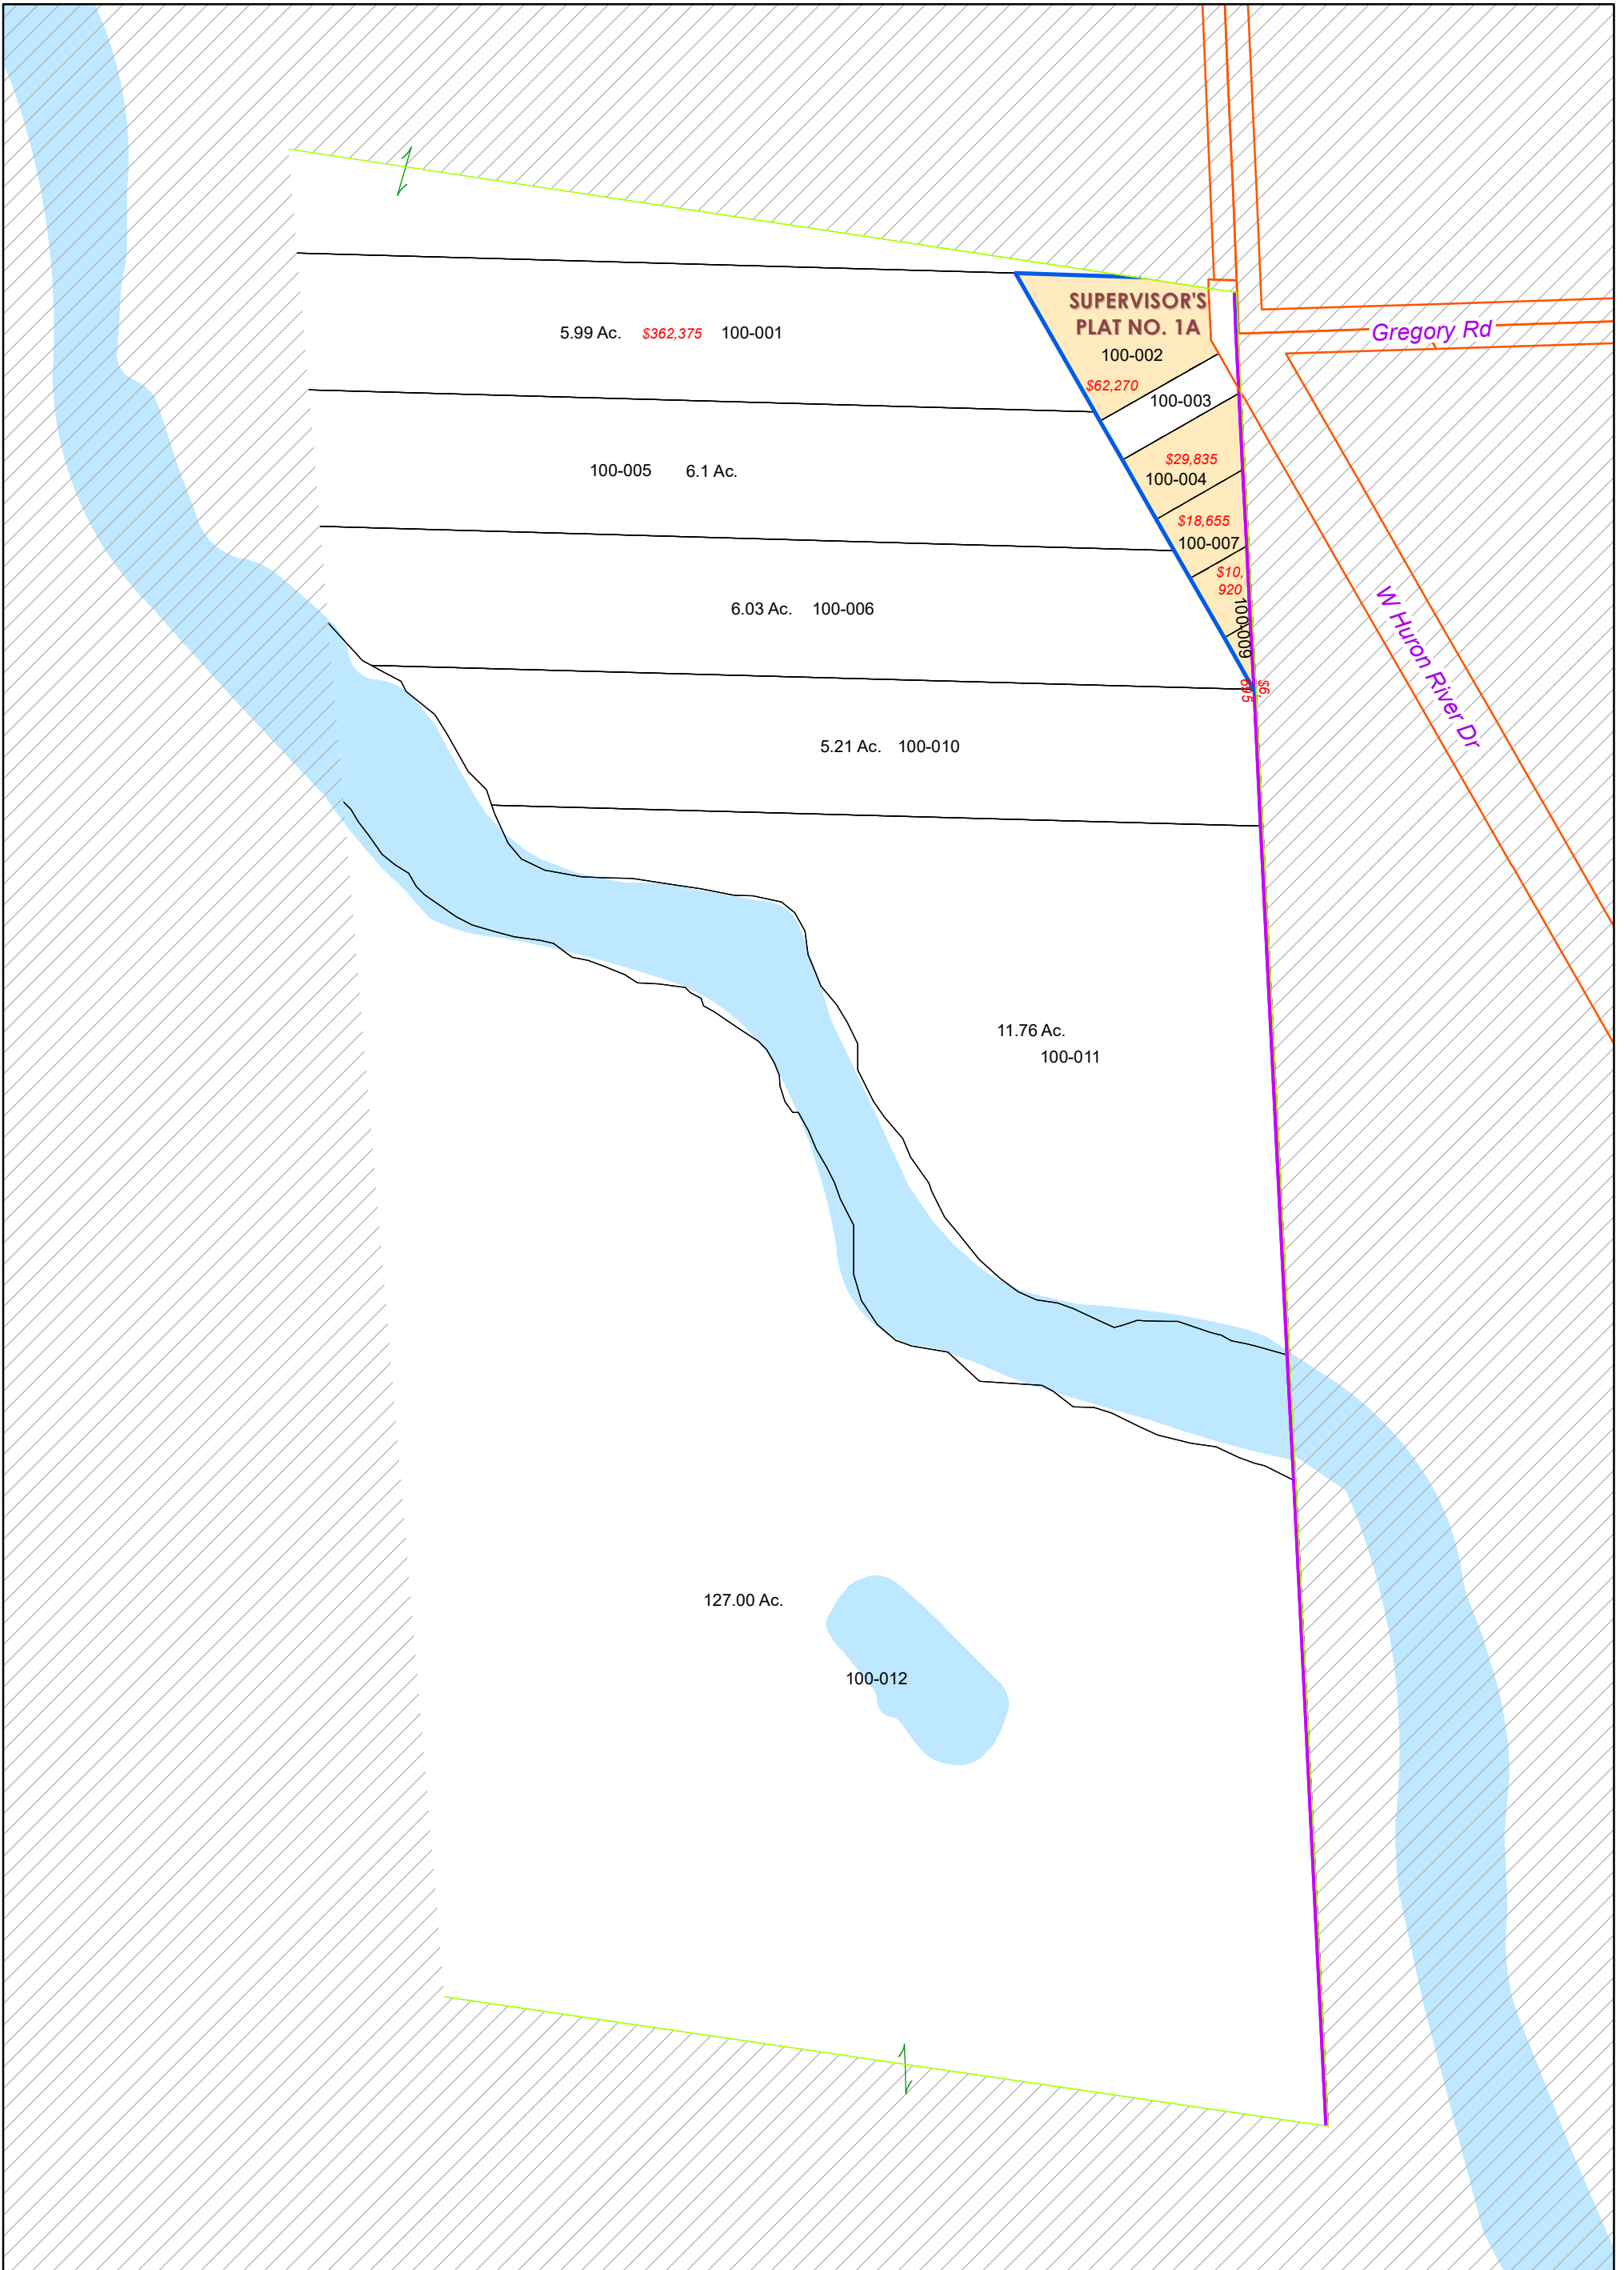 SUPERVISOR'S
PLAT NO. 1A
Gregory Rd
5.99 Ac. $362,375 100-001
100-002
$62,270
100-003
$29,835
100-004
100-005 6.1 Ac.
$18,655
100-007
$10,
920
100-009
6.03 Ac. 100-006
W Huron River Dr
$6,
695
5.21 Ac. 100-010
11.76 Ac.
100-011
127.00 Ac.
100-012